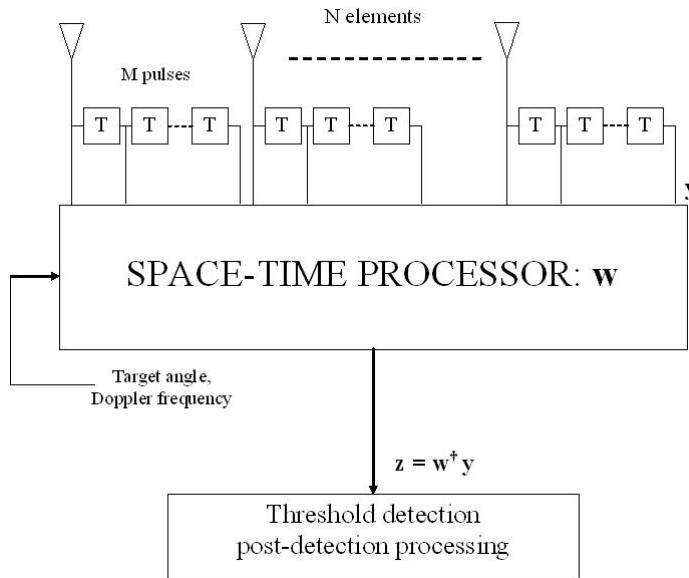 N elements
M pulses
T T T T T T T T T
y
SPACE-TIME PROCESSOR: w
Target angle,
Doppler frequency
z = w† y
Threshold detection
post-detection processing